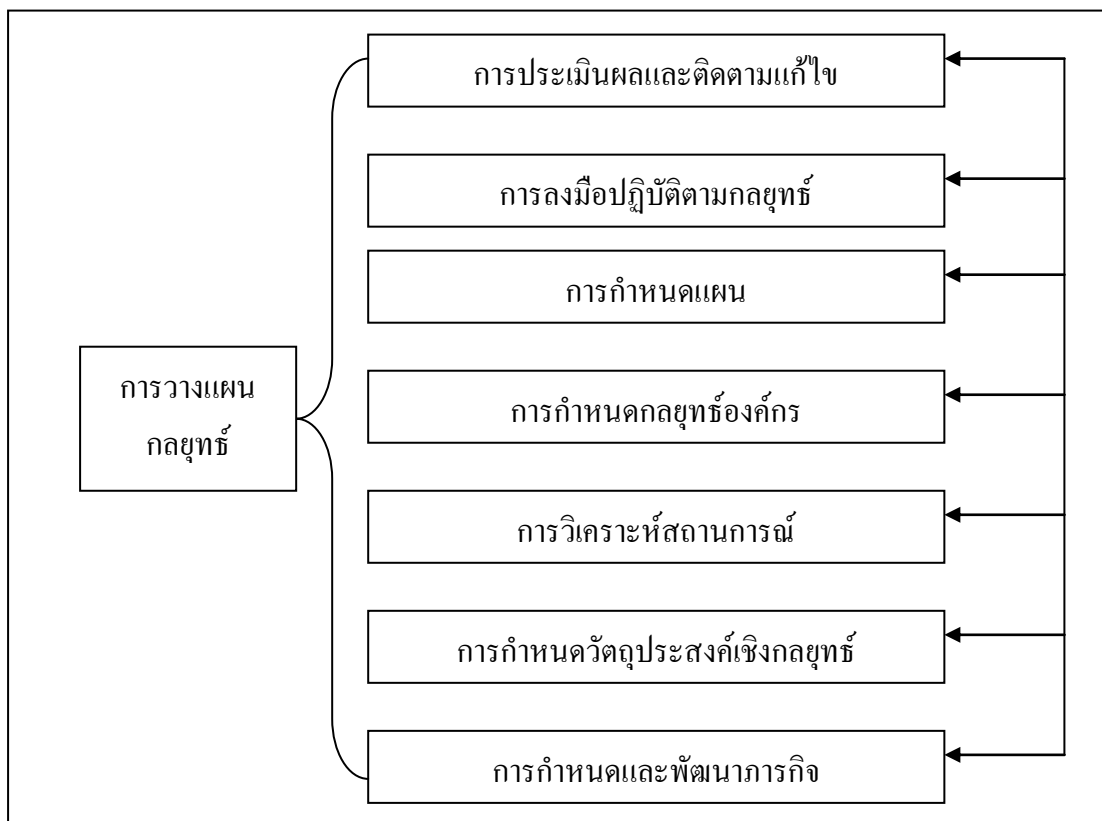 การประเมินผลและติดตามแก้ไข
การลงมือปฏิบัติตามกลยุทธ์
การกำหนดแผน
การวางแผน
กลยุทธ์
การกำหนดกลยุทธ์องค์กร
การวิเคราะห์สถานการณ์
การกำหนดวัตถุประสงค์เชิงกลยุทธ์
การกำหนดและพัฒนาภารกิจ